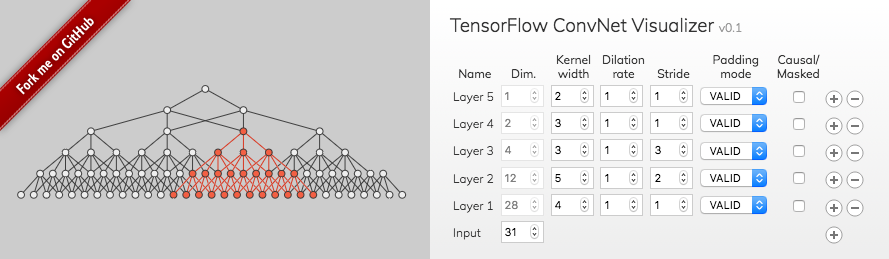 Fork me on GitHub
TensorFlow ConvNet Visualizer v0.1
Name Dim. Kernel width Dilation rate Stride Padding mode Causal/ Masked
Layer 5 1 2 1 1 VALID
Layer 4 2 3 1 1 VALID
Layer 3 4 3 1 3 VALID
Layer 2 12 5 1 2 VALID
Layer 1 28 4 1 1 VALID
Input 31